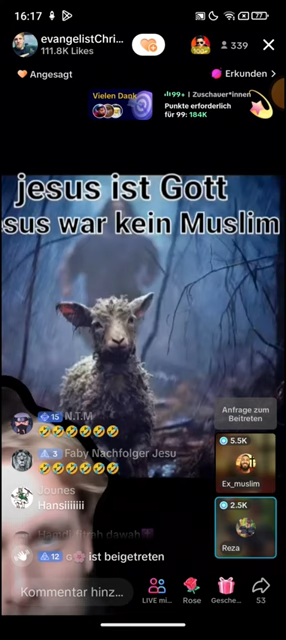 16:17
77
evangelistChri...
111.8K Likes
339
Angesagt
Erkunden
Vielen Dank
99+ | Zuschauer*innen
Punkte erforderlich
für 99: 184K
jesus ist Gott
sus war kein Muslim
Anfrage zum
Beitreten
15 N.T.M
🤣🤣🤣🤣🤣🤣
3 Faby Nachfolger Jesu
🤣🤣🤣🤣🤣🤣
5.5K
Ex_muslim
Jounes
Hansiiiiiii
2.5K
Reza
12 G🌸 ist beigetreten
Kommentar hinz...
LIVE mi...
Rose
Gesche...
53